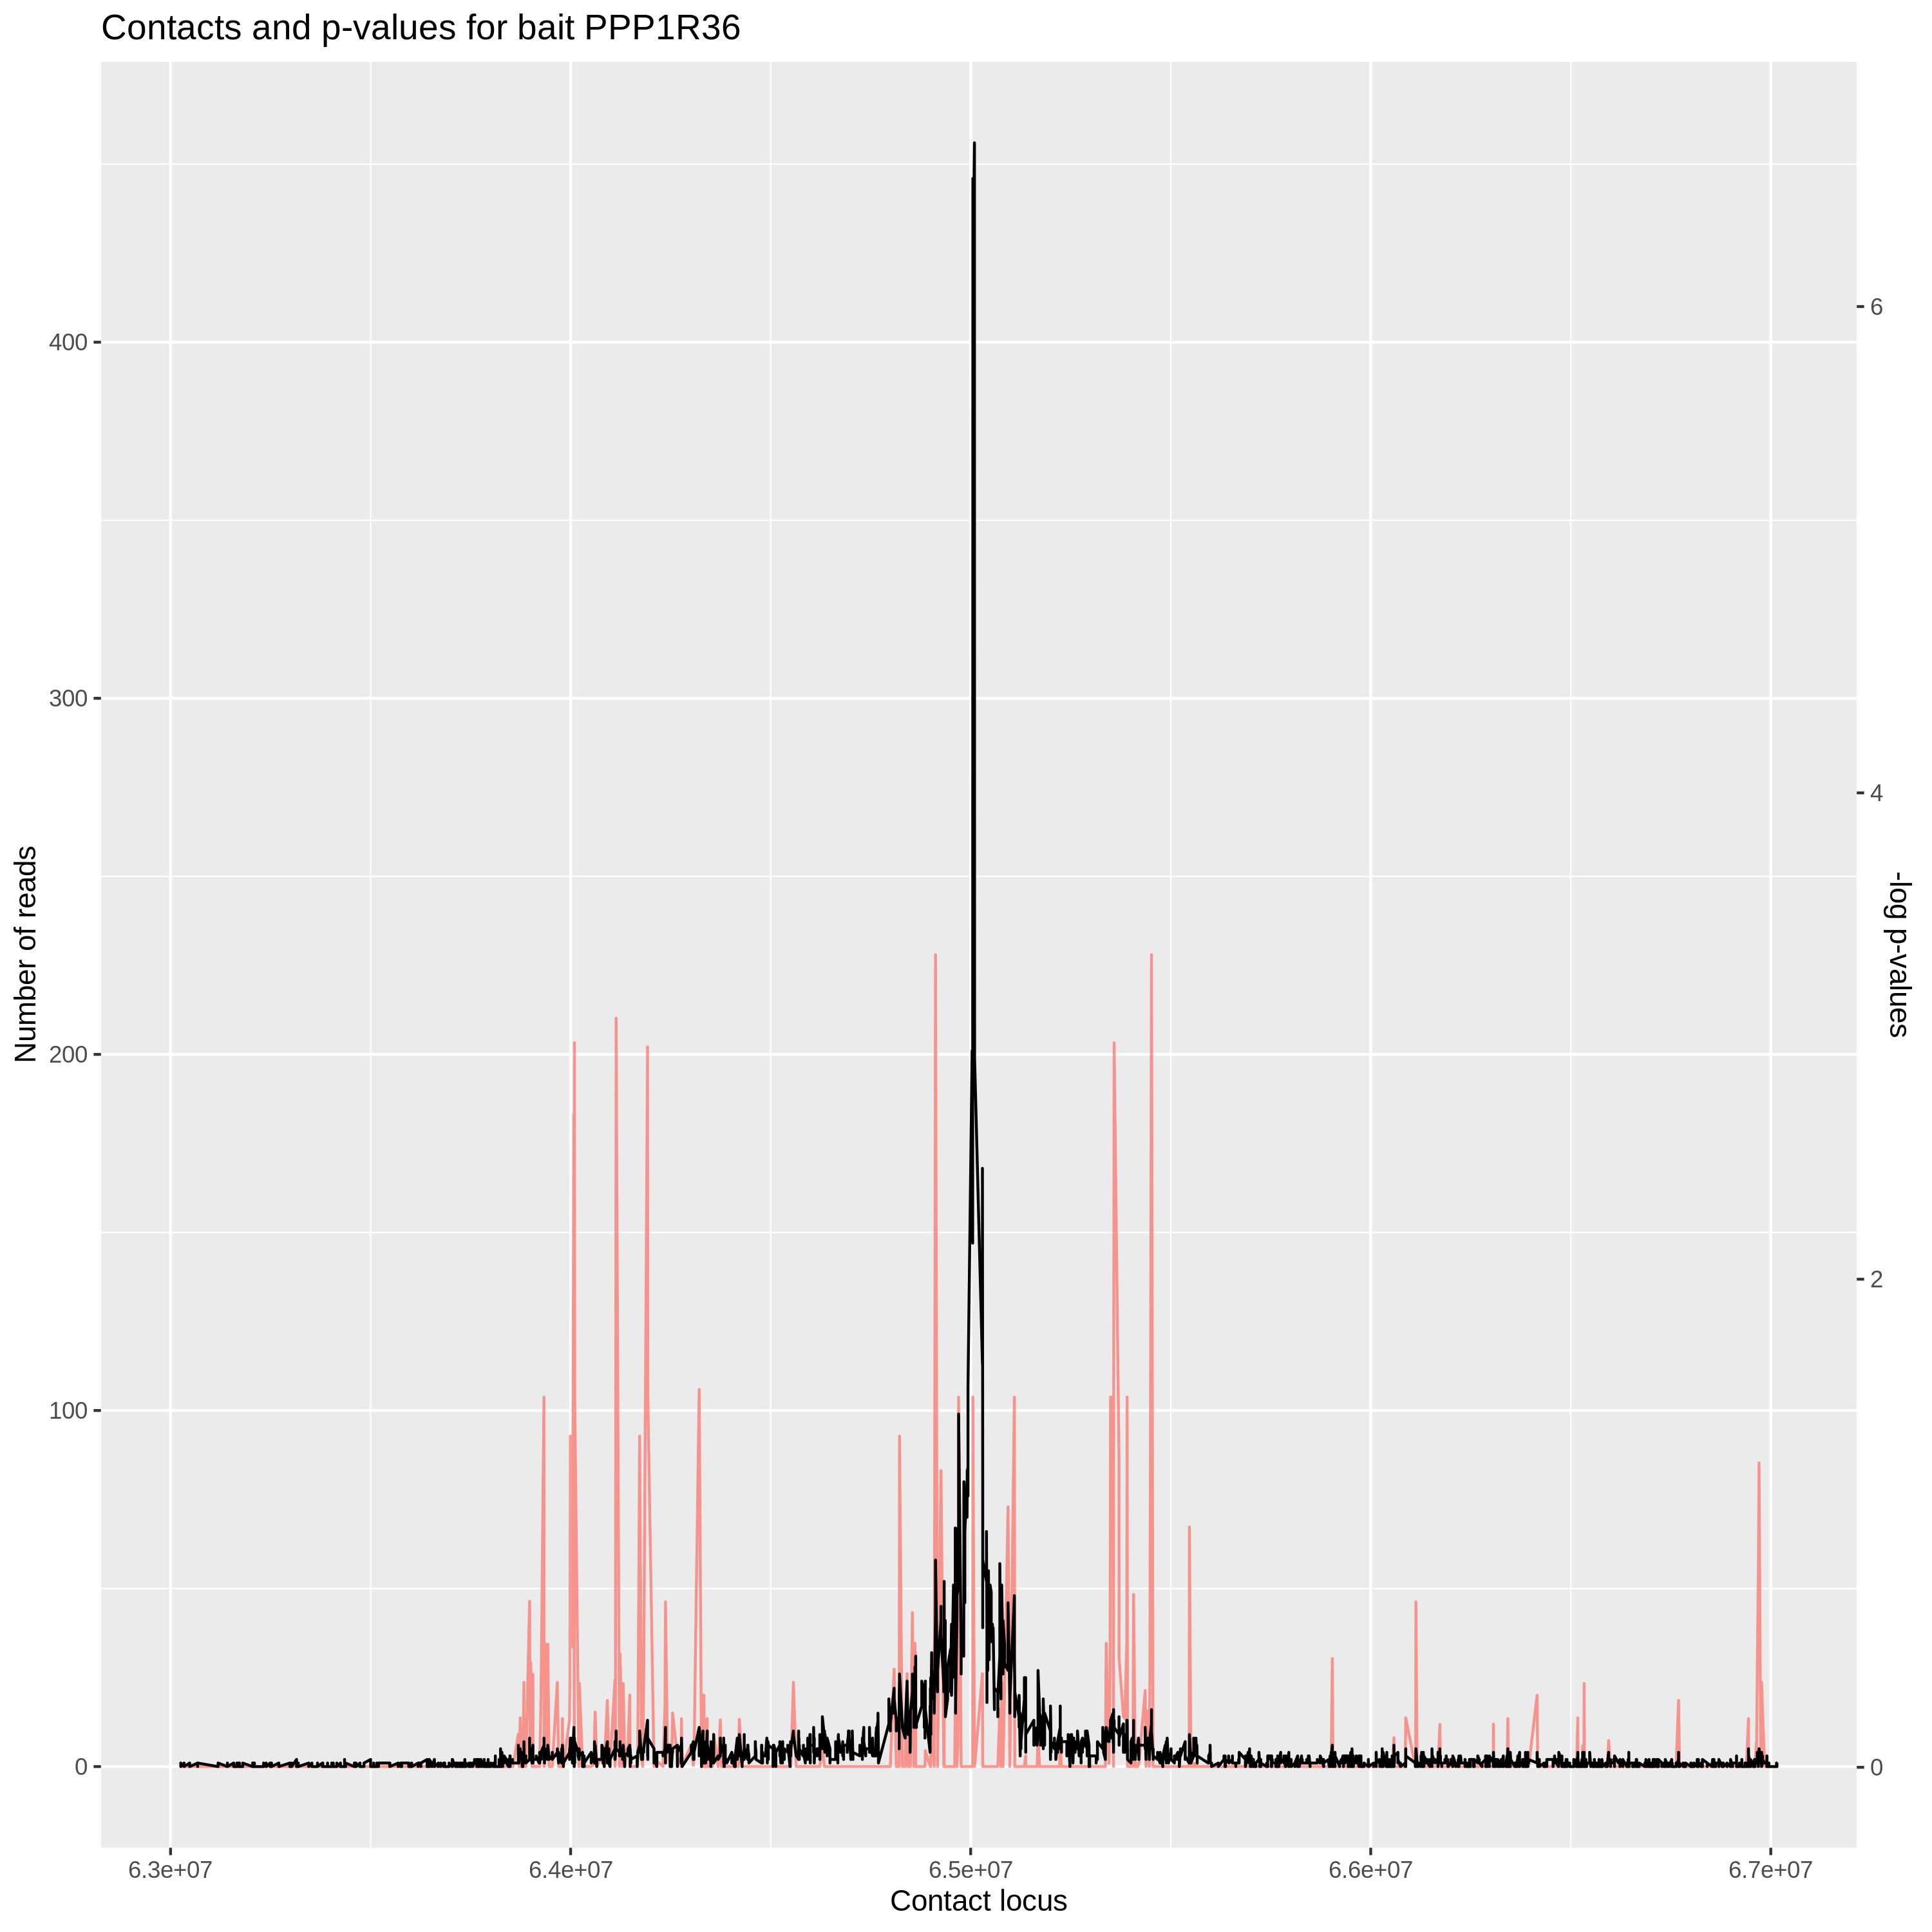 Contacts and p-values for bait PPP1R36
Number of reads
400
300
200
100
0
6
4
2
0
-log p-values
6.3e+07
6.4e+07
6.5e+07
6.6e+07
6.7e+07
Contact locus